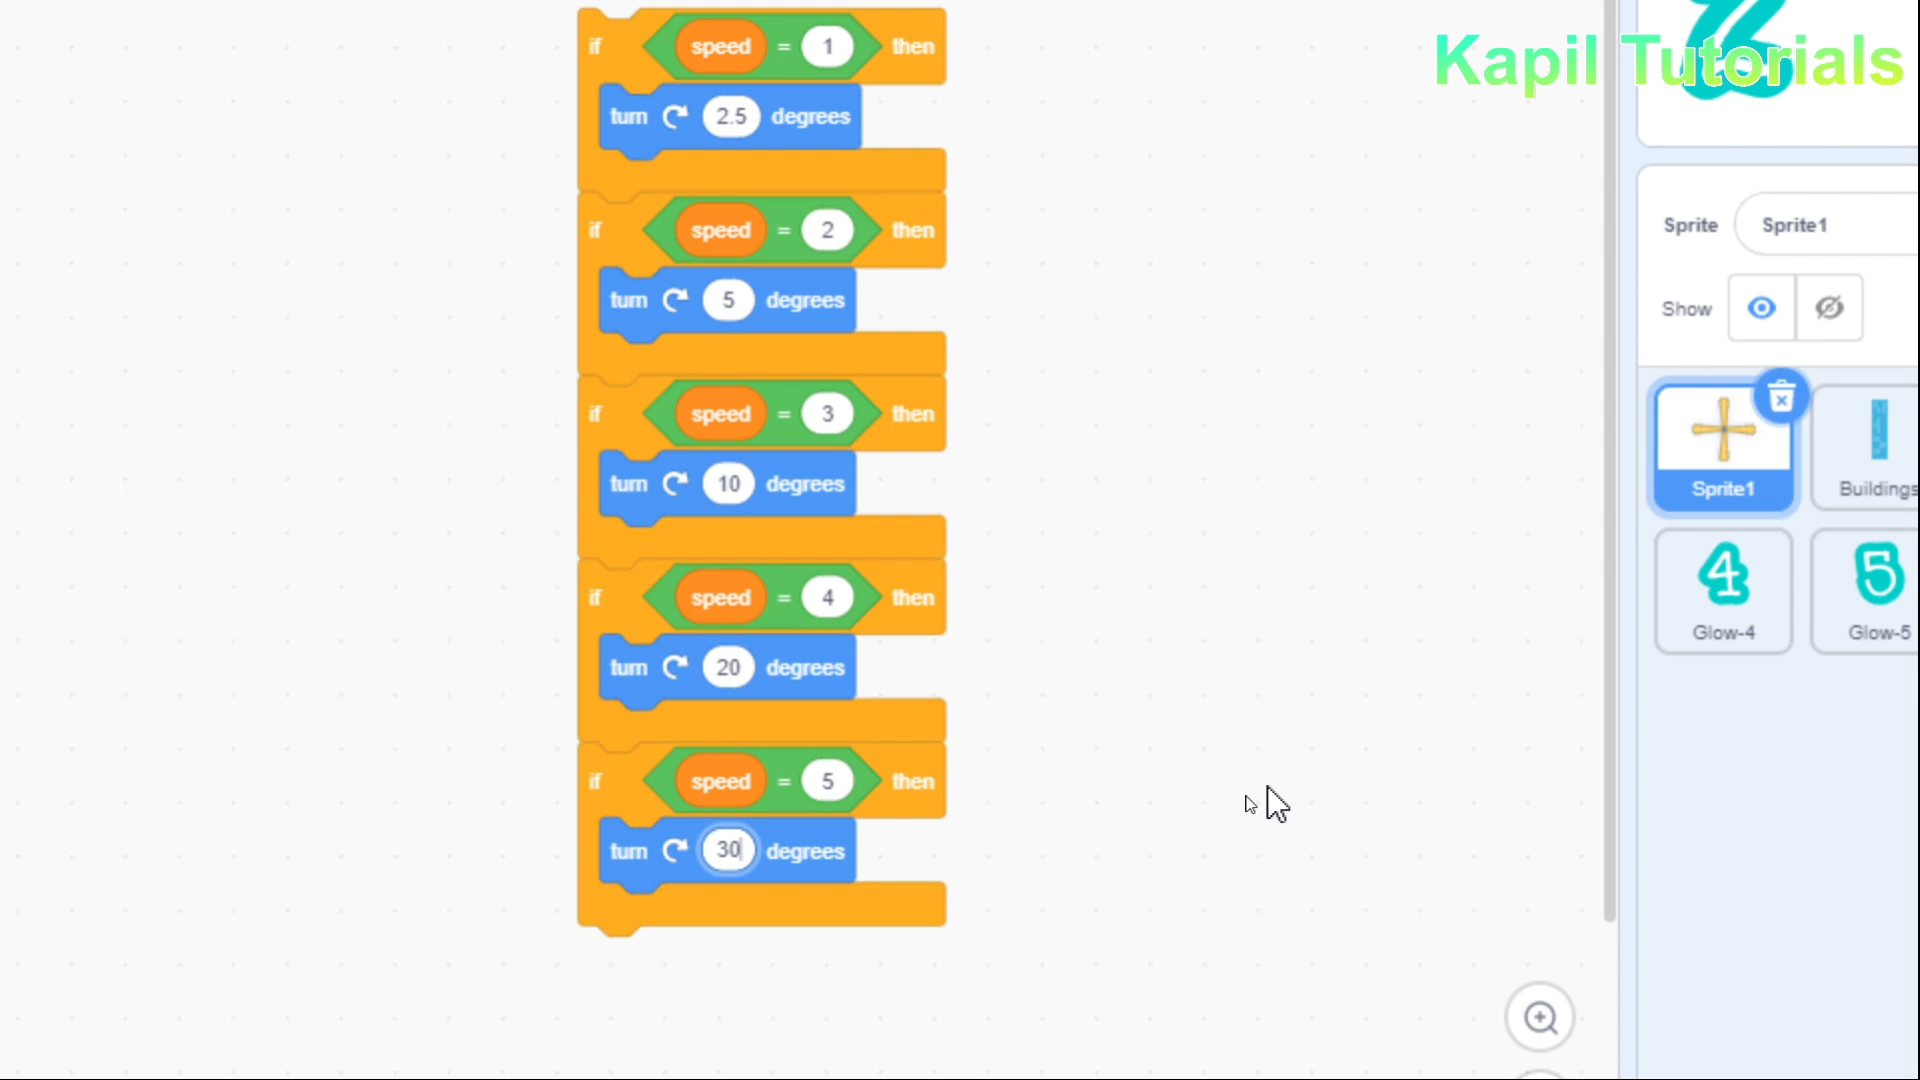 Kapil Tutorials
if speed = 1 then
turn 2.5 degrees
if speed = 2 then
turn 5 degrees
if speed = 3 then
turn 10 degrees
if speed = 4 then
turn 20 degrees
if speed = 5 then
turn 30 degrees
Sprite Sprite1
Show
Sprite1
Buildings
4
Glow-4
5
Glow-5